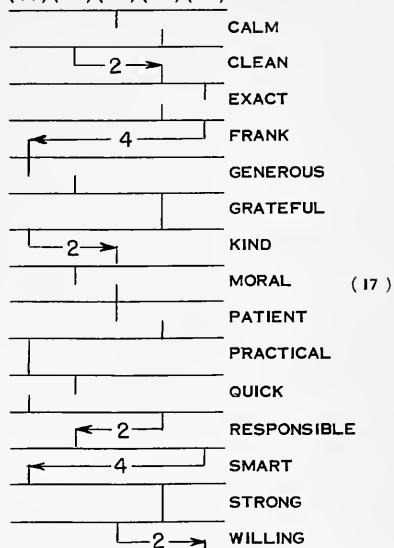 CALM
2 CLEAN
EXACT
4 FRANK
GENEROUS
GRATEFUL
2 KIND
MORAL (17)
PATIENT
PRACTICAL
QUICK
2 RESPONSIBLE
4 SMART
STRONG
2 WILLING